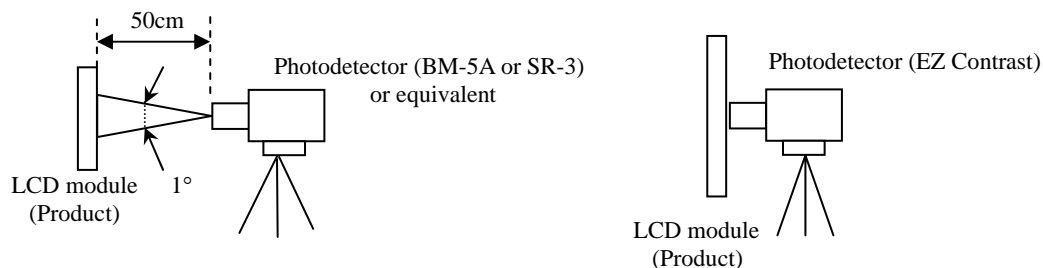 50cm
Photodetector (BM-5A or SR-3)
or equivalent
LCD module
(Product)
1°
Photodetector (EZ Contrast)
LCD module
(Product)